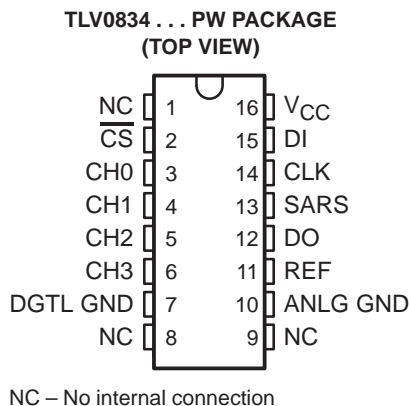 TLV0834 . . . PW PACKAGE
(TOP VIEW)
NC 1 16 VCC
CS 2 15 DI
CH0 3 14 CLK
CH1 4 13 SARS
CH2 5 12 DO
CH3 6 11 REF
DGTL GND 7 10 ANLG GND
NC 8 9 NC
NC – No internal connection